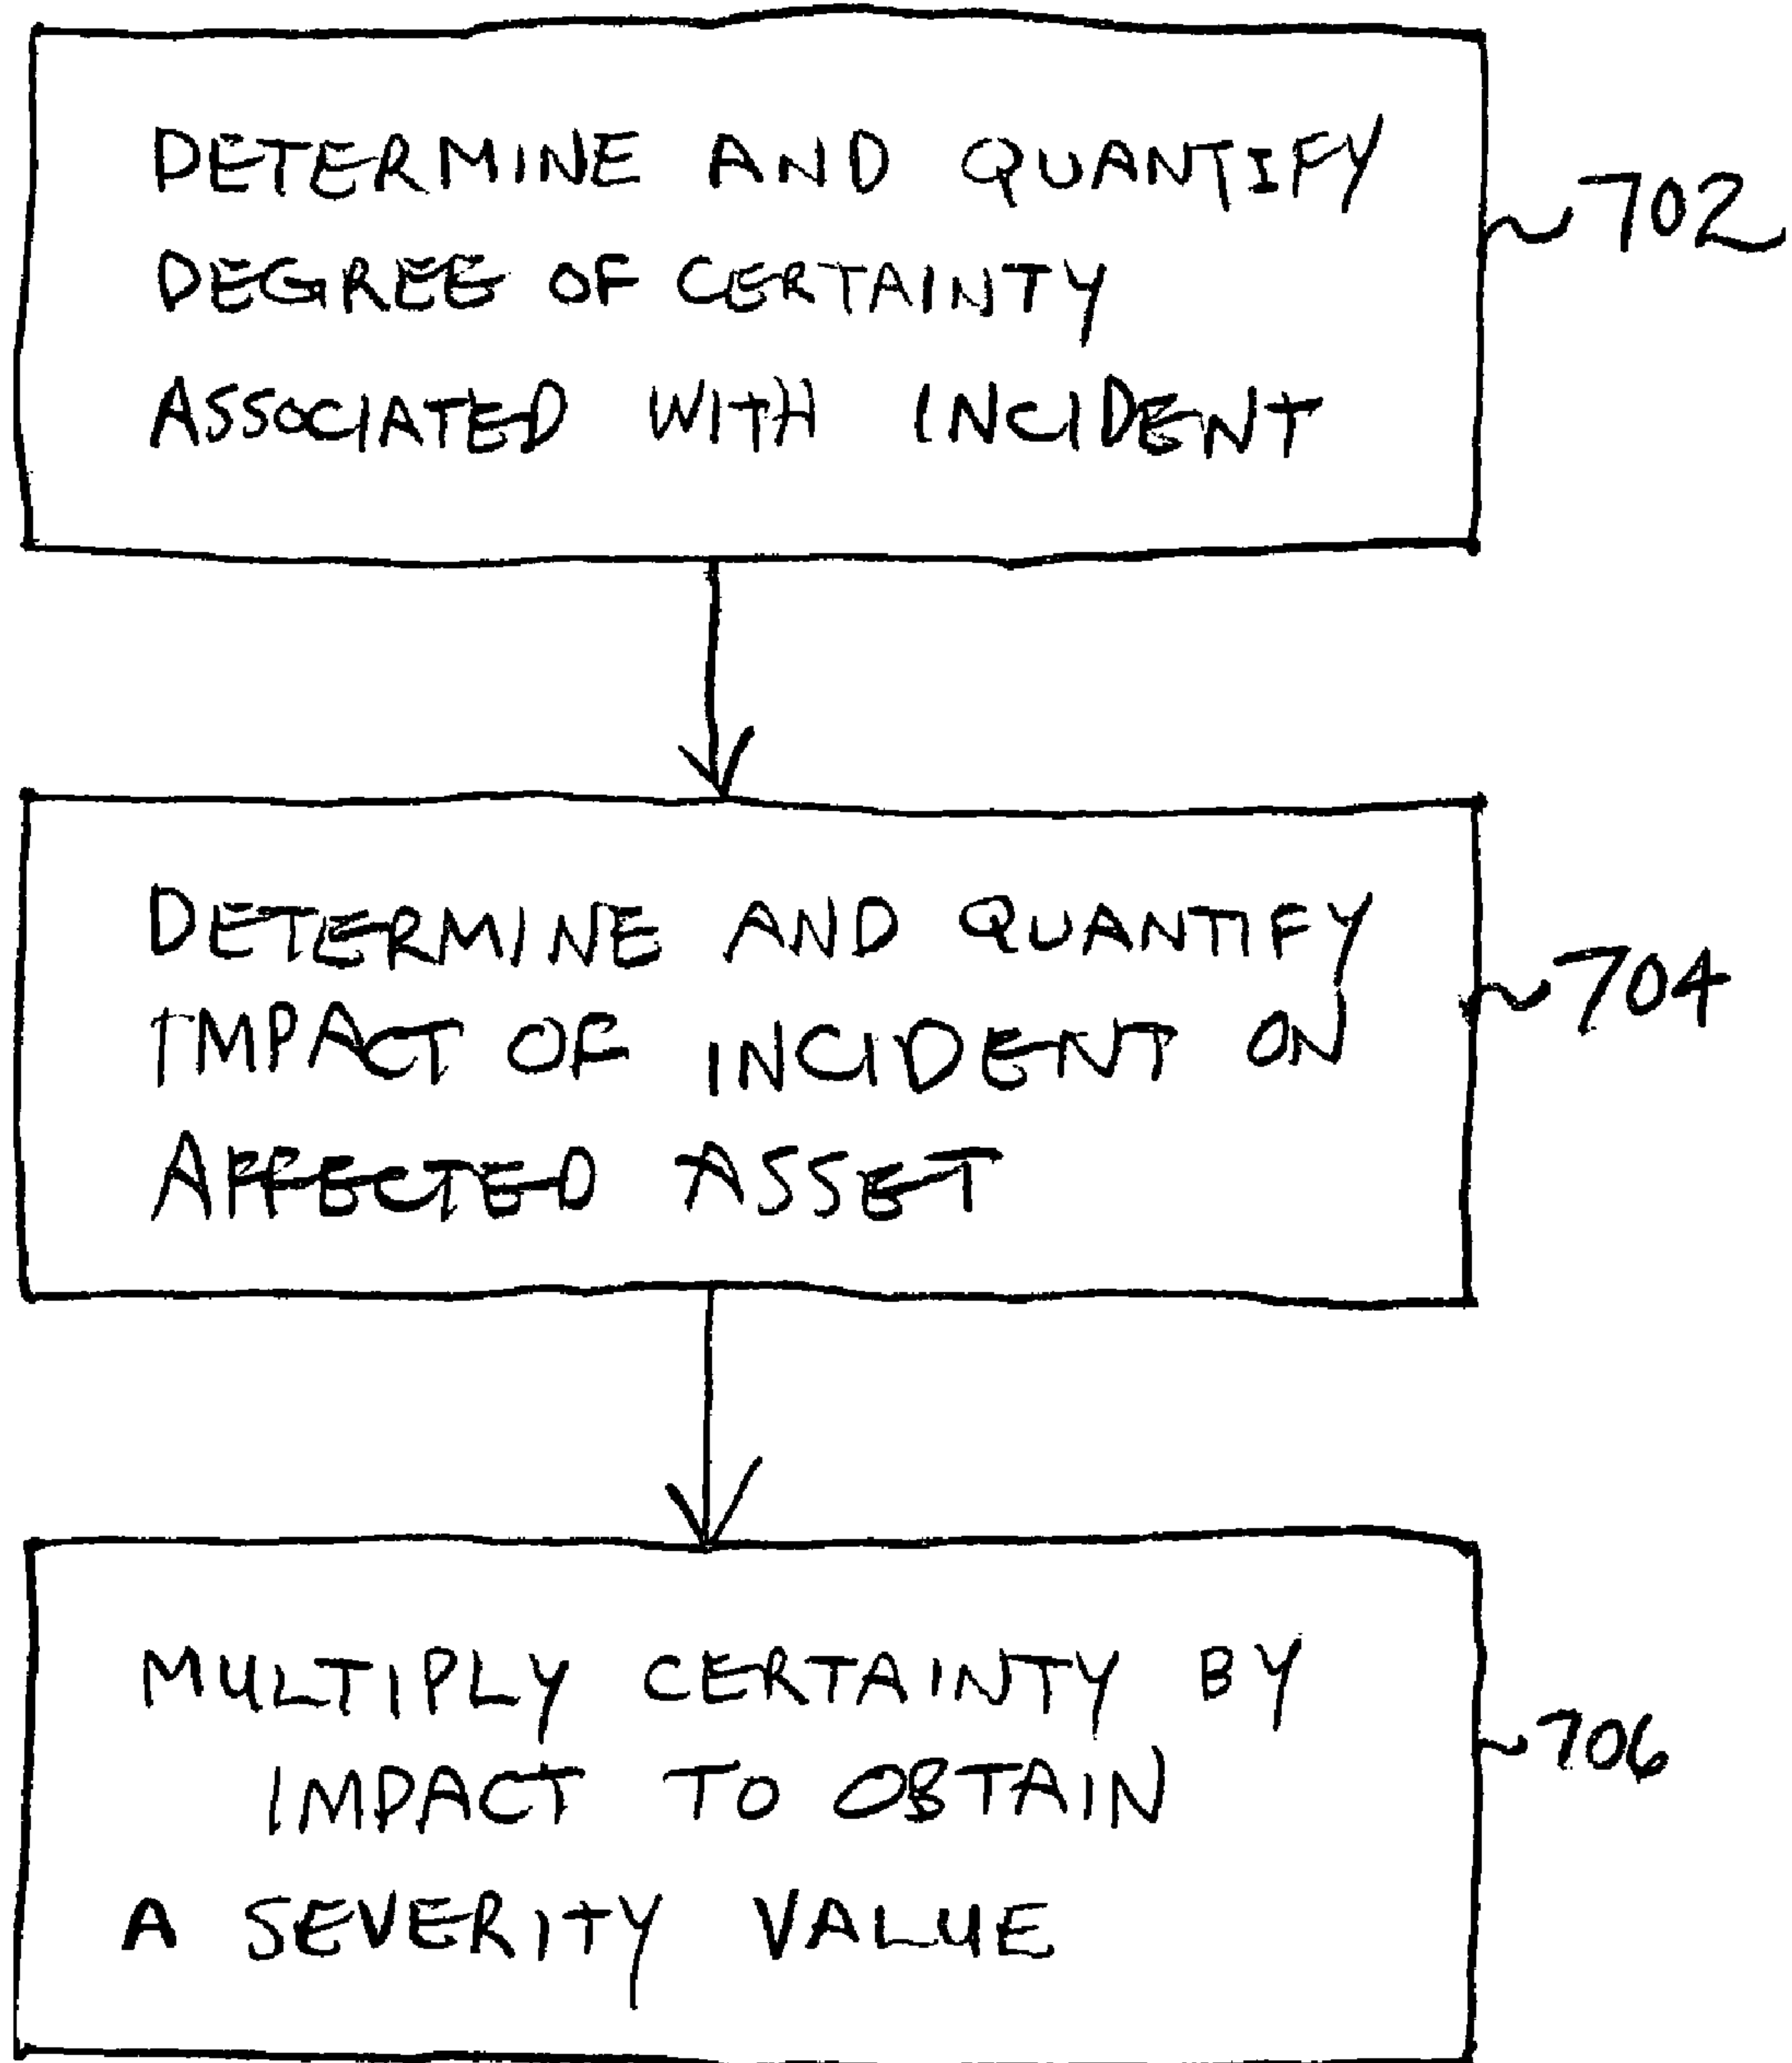 DETERMINE AND QUANTIFY
DEGREE OF CERTAINTY
ASSOCIATED WITH INCIDENT
702
DETERMINE AND QUANTIFY
IMPACT OF INCIDENT ON
AFFECTED ASSET
704
MULTIPLY CERTAINTY BY
IMPACT TO OBTAIN
A SEVERITY VALUE
706